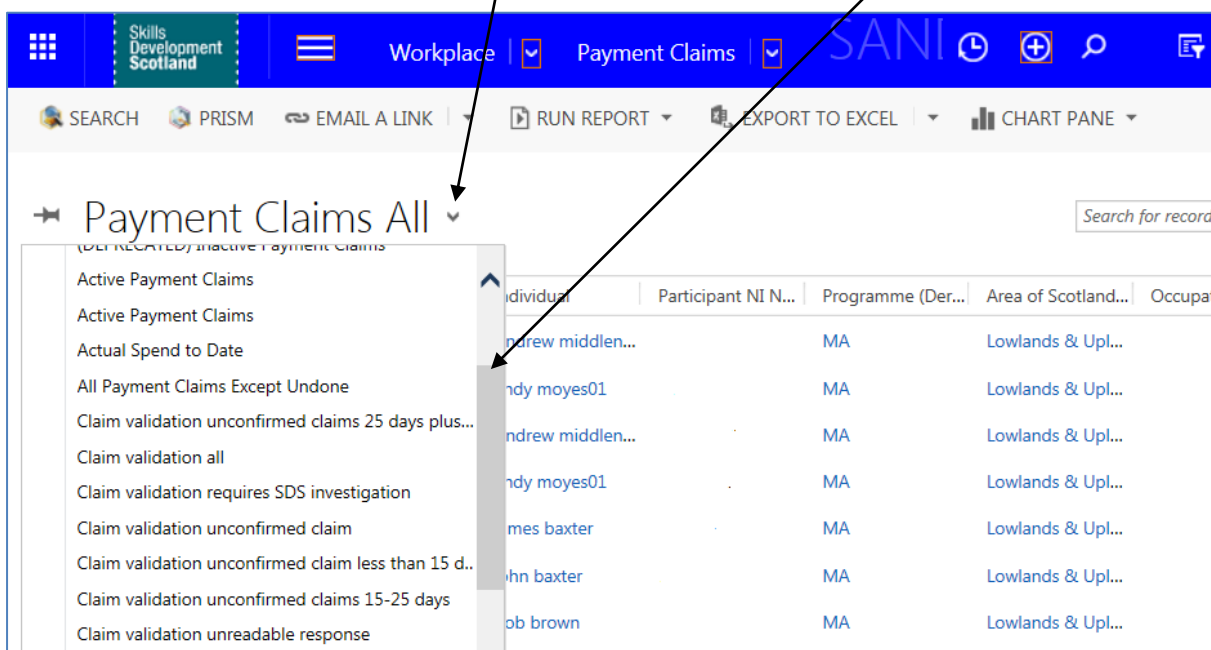 Skills
Development
Scotland
Workplace Payment Claims SAND
SEARCH PRISM EMAIL A LINK RUN REPORT EXPORT TO EXCEL CHART PANE
Payment Claims All
Search for record
(DEPRECATED) Inactive Payment Claims
Active Payment Claims
dividual Participant NI N... Programme (Der... Area of Scotland... Occupa
Active Payment Claims
Actual Spend to Date
ndrew middlen... MA Lowlands & Upl...
All Payment Claims Except Undone
ndy moyes01 MA Lowlands & Upl...
Claim validation unconfirmed claims 25 days plus...
ndrew middlen... MA Lowlands & Upl...
Claim validation all
Claim validation requires SDS investigation
ndy moyes01 MA Lowlands & Upl...
Claim validation unconfirmed claim
mes baxter MA Lowlands & Upl...
Claim validation unconfirmed claim less than 15 d..
hn baxter MA Lowlands & Upl...
Claim validation unconfirmed claims 15-25 days
ob brown MA Lowlands & Upl...
Claim validation unreadable response